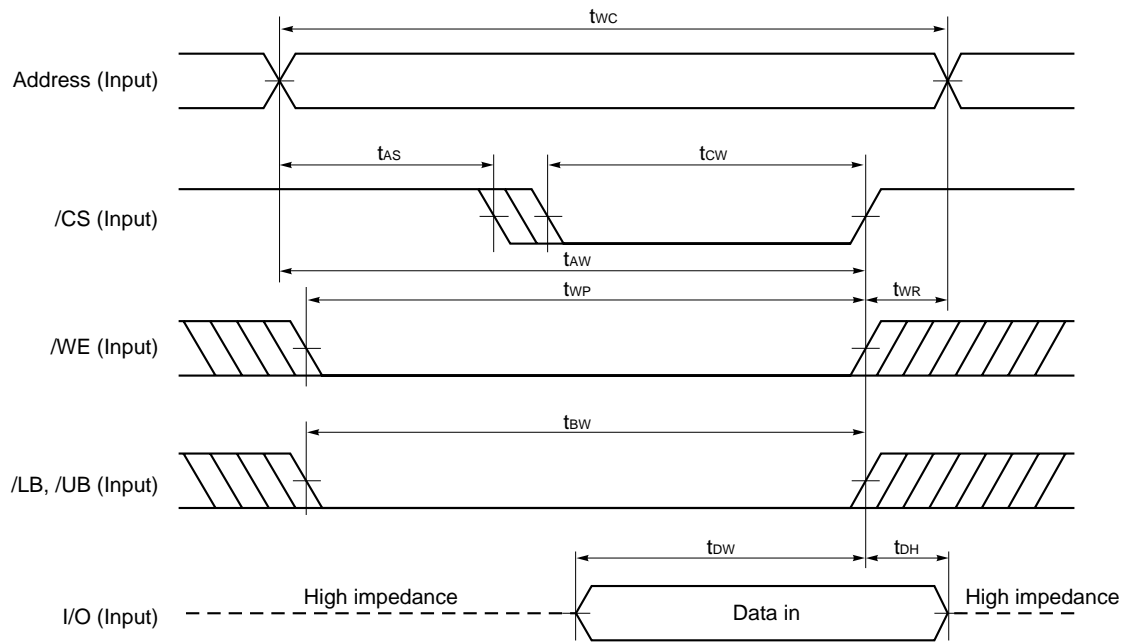 tWC
Address (Input)
tAS
tCW
/CS (Input)
tAW
tWP
tWR
/WE (Input)
tBW
/LB, /UB (Input)
tDW
tDH
I/O (Input)
High impedance
Data in
High impedance